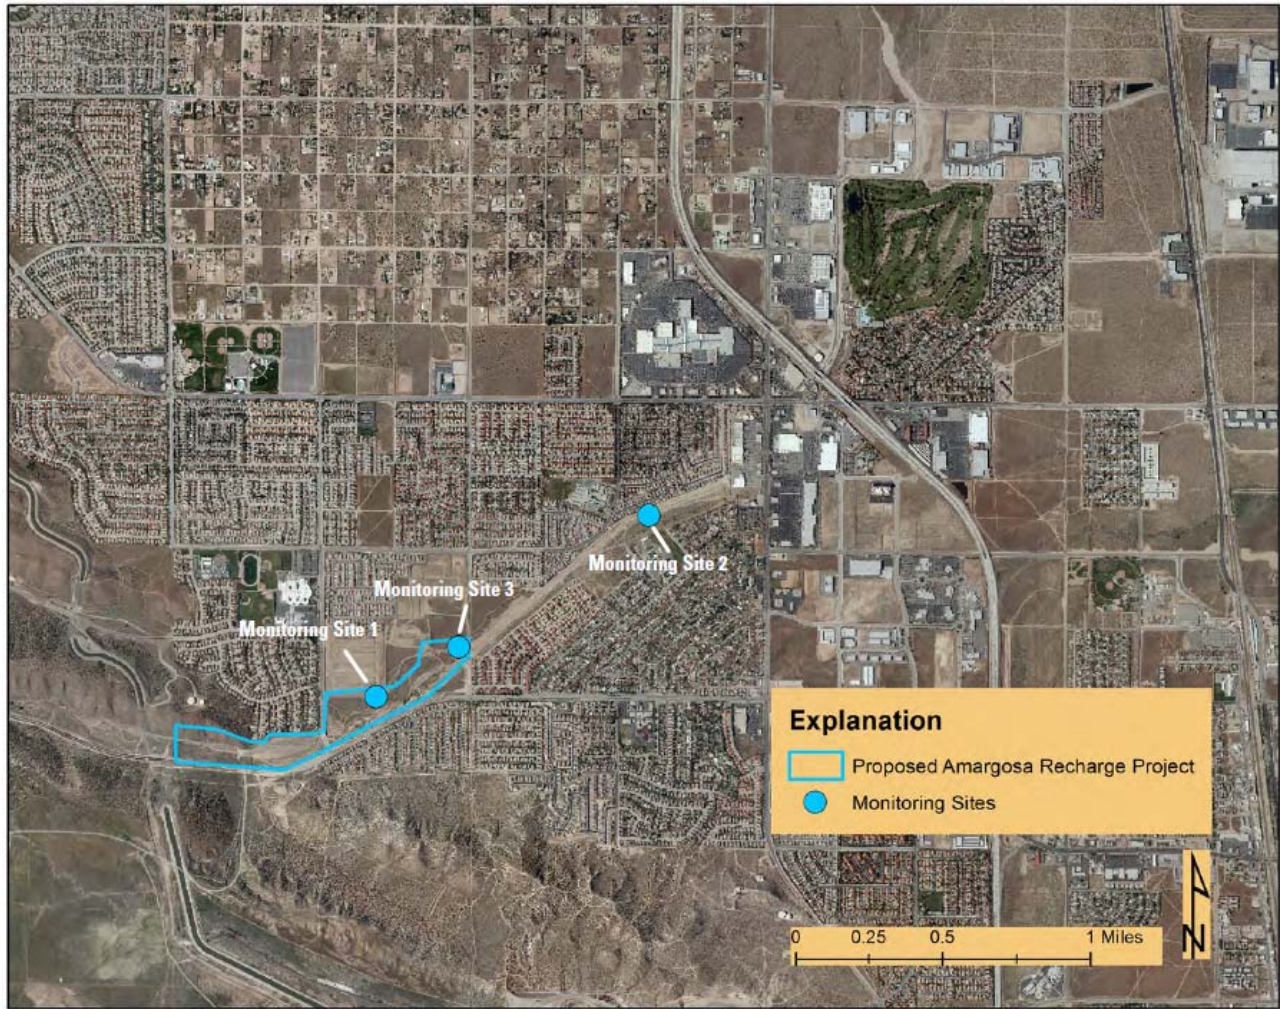 Monitoring Site 2
Monitoring Site 3
Monitoring Site 1
Explanation
Proposed Amargosa Recharge Project
Monitoring Sites
0 0.25 0.5 1 Miles
N